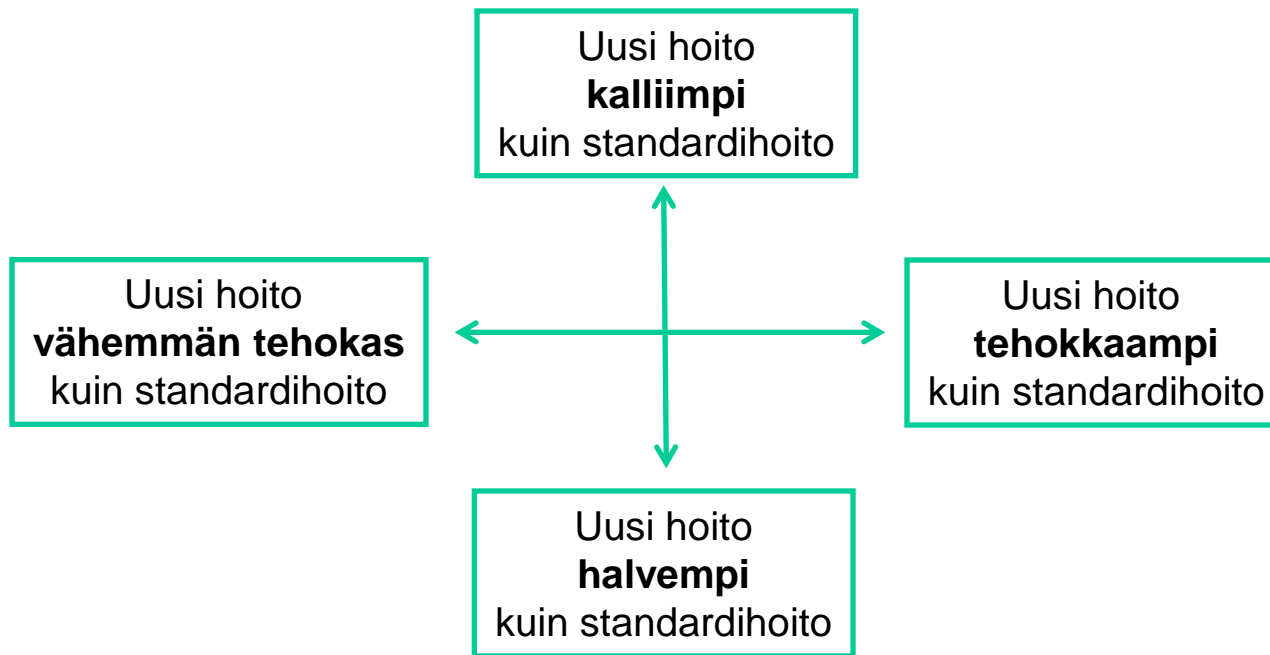 Uusi hoito
kalliimpi
kuin standardihoito
Uusi hoito
vähemmän tehokas
kuin standardihoito
Uusi hoito
tehokkaampi
kuin standardihoito
Uusi hoito
halvempi
kuin standardihoito